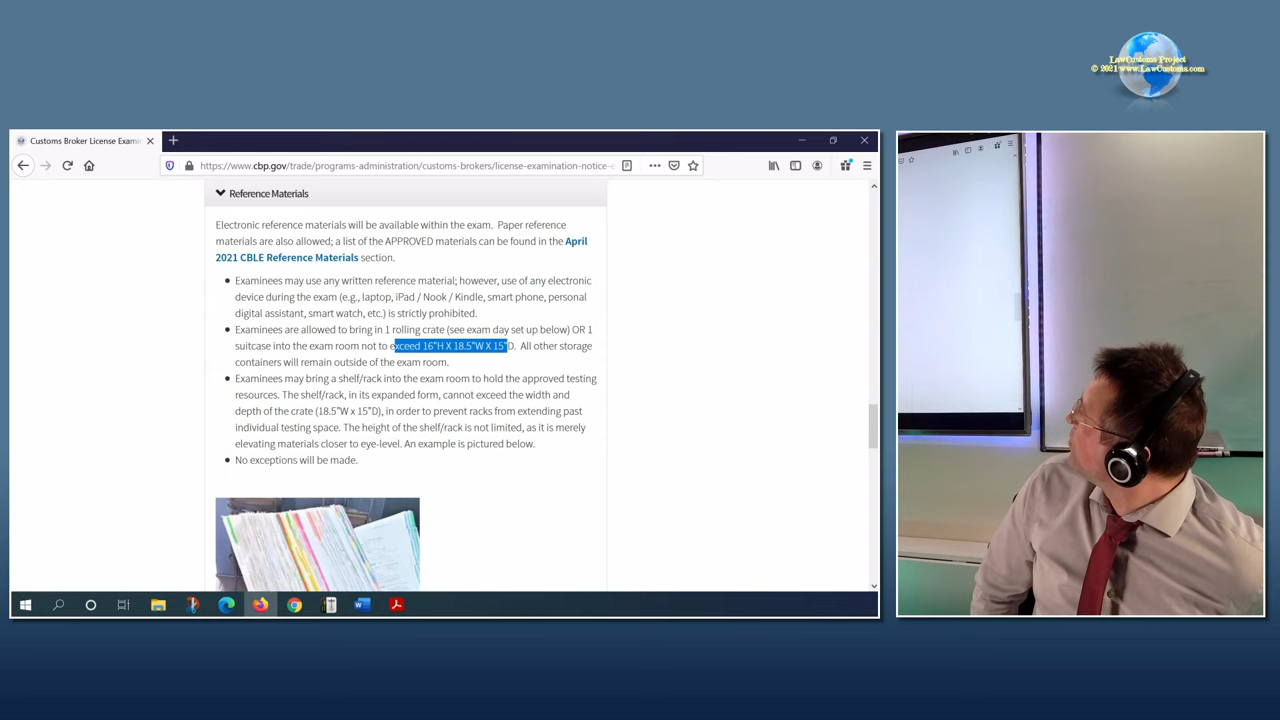 LawCustoms Project
© 2021 www.LawCustoms.com
Customs Broker License Exami
https://www.cbp.gov/trade/programs-administration/customs-brokers/license-examination-notice-e
Reference Materials
Electronic reference materials will be available within the exam. Paper reference
materials are also allowed; a list of the APPROVED materials can be found in the April
2021 CBLE Reference Materials section.
Examinees may use any written reference material; however, use of any electronic
device during the exam (e.g., laptop, iPad / Nook / Kindle, smart phone, personal
digital assistant, smart watch, etc.) is strictly prohibited.
Examinees are allowed to bring in 1 rolling crate (see exam day set up below) OR 1
suitcase into the exam room not to exceed 16"H X 18.5"W X 15"D. All other storage
containers will remain outside of the exam room.
Examinees may bring a shelf/rack into the exam room to hold the approved testing
resources. The shelf/rack, in its expanded form, cannot exceed the width and
depth of the crate (18.5"W x 15"D), in order to prevent racks from extending past
individual testing space. The height of the shelf/rack is not limited, as it is merely
elevating materials closer to eye-level. An example is pictured below.
No exceptions will be made.